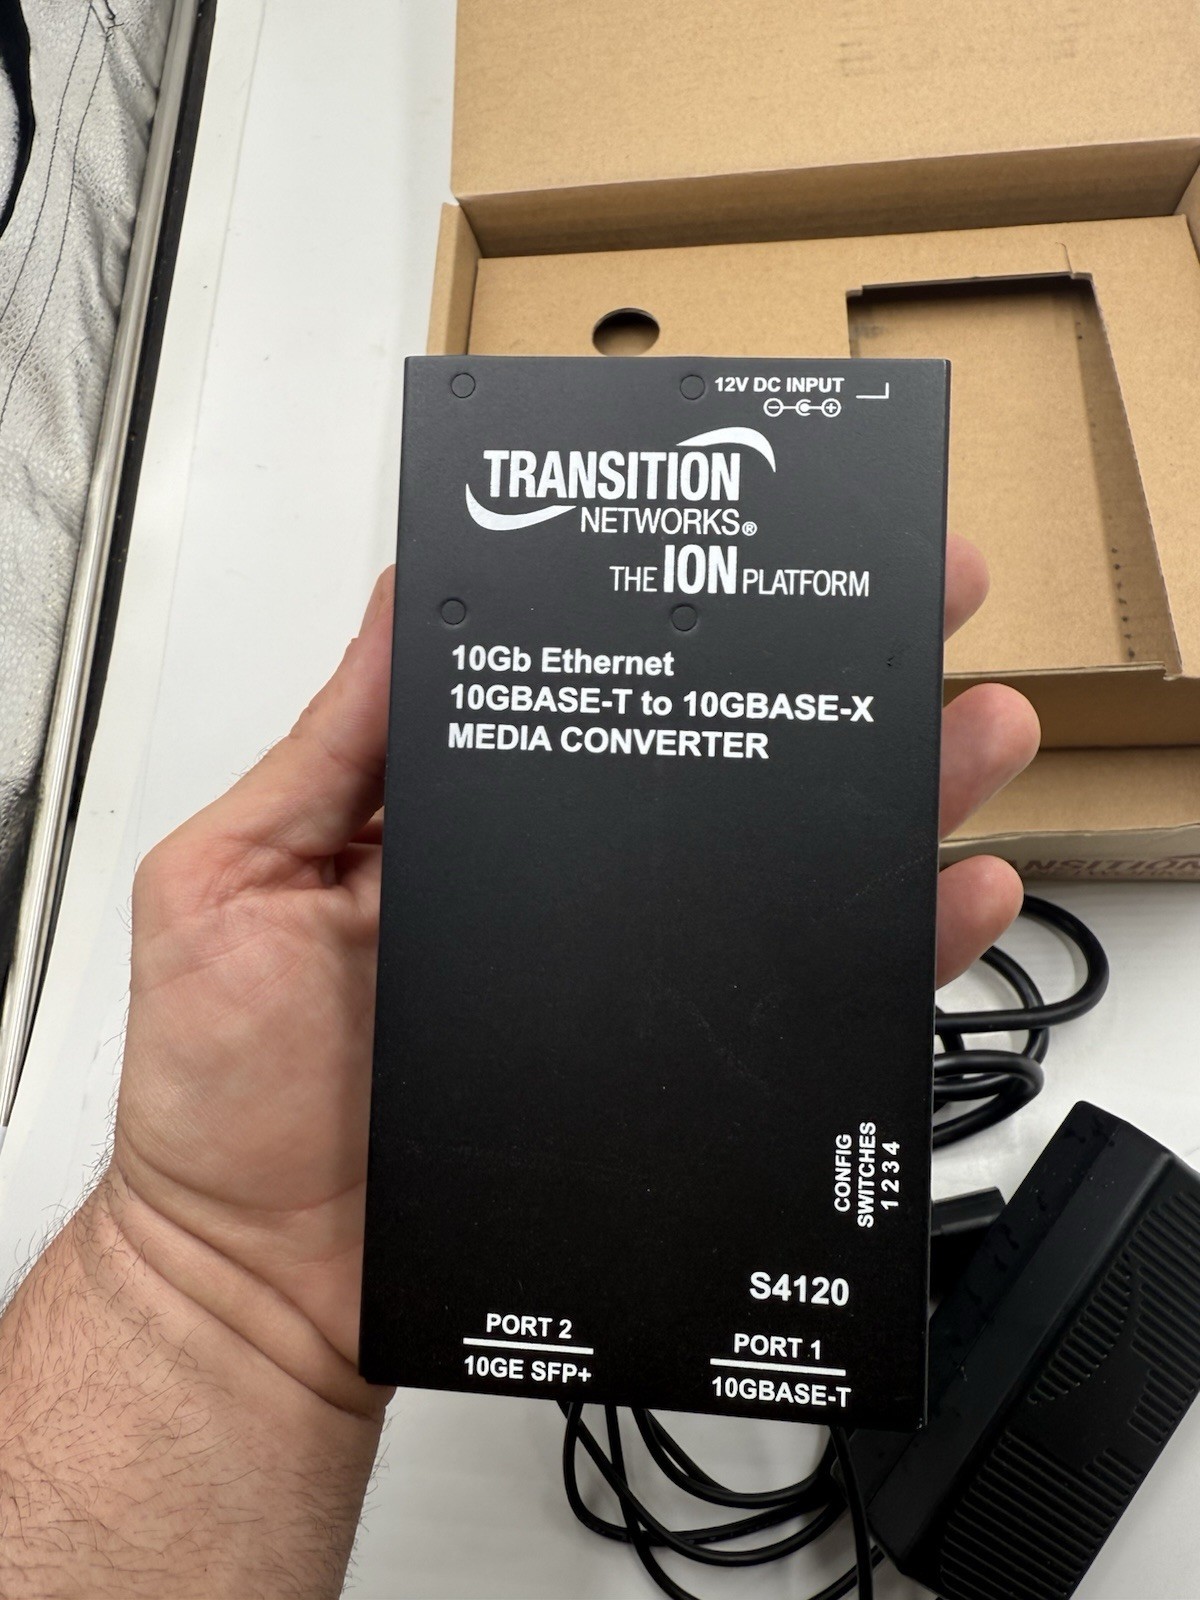 12V DC INPUT
TRANSITION
NETWORKS®
THE ION PLATFORM
10Gb Ethernet
10GBASE-T to 10GBASE-X
MEDIA CONVERTER
CONFIG
SWITCHES
1 2 3 4
S4120
PORT 2
10GE SFP+
PORT 1
10GBASE-T